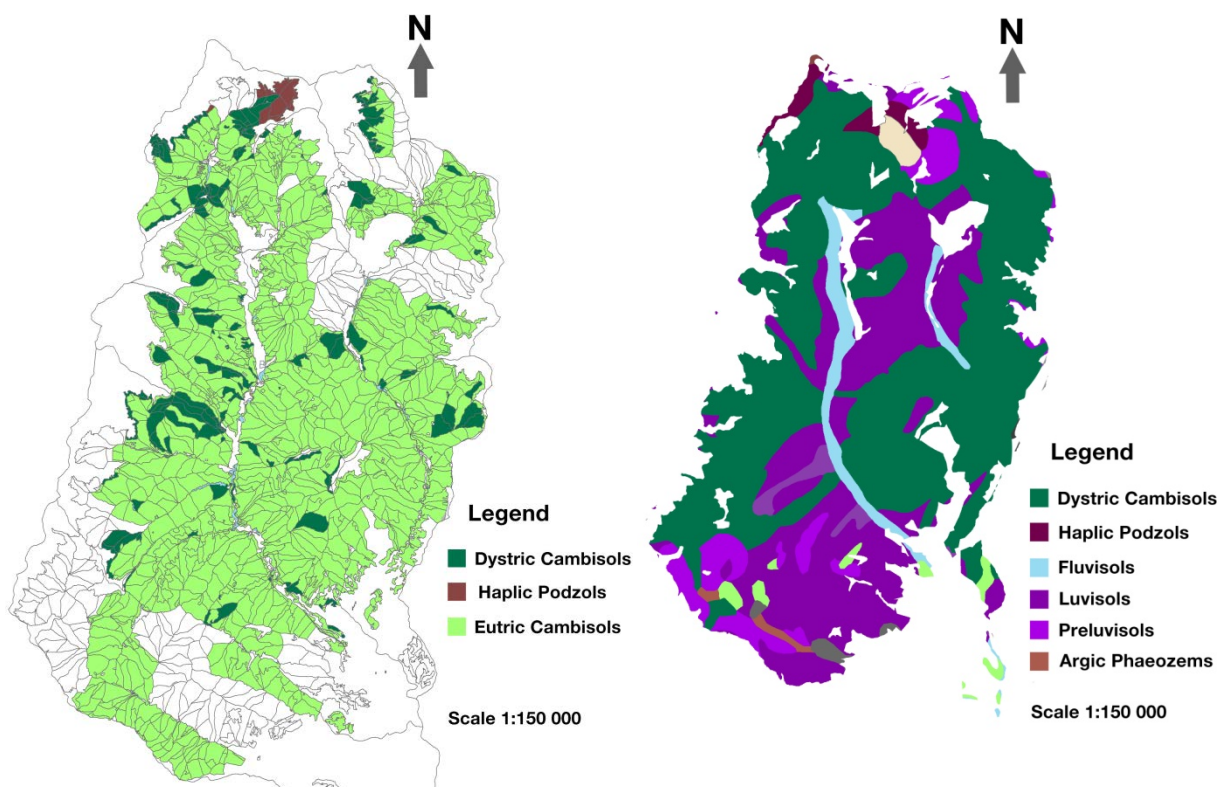 N
Legend
Dystric Cambisols
Haplic Podzols
Eutric Cambisols
Scale 1:150 000
N
Legend
Dystric Cambisols
Haplic Podzols
Fluvisols
Luvisols
Preluvisols
Argic Phaeozems
Scale 1:150 000